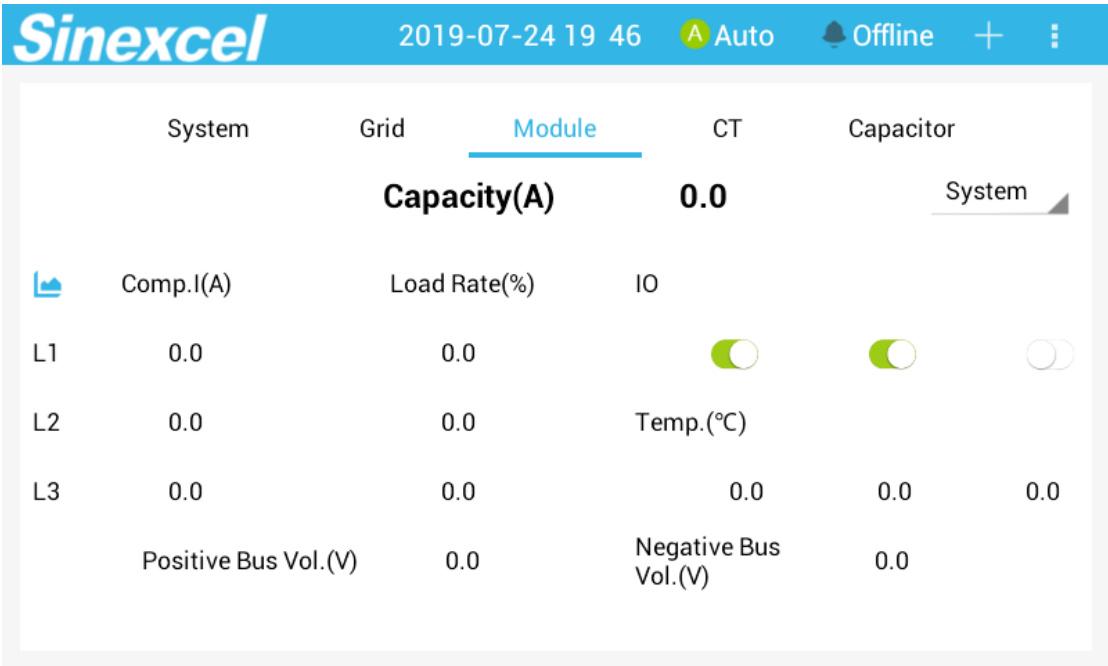 Sinexcel 2019-07-24 19 46 A Auto Offline
System Grid Module CT Capacitor
Capacity(A) 0.0 System
Comp.I(A) Load Rate(%) IO
L1 0.0 0.0
L2 0.0 0.0 Temp.(℃)
L3 0.0 0.0 0.0 0.0 0.0
Positive Bus Vol.(V) 0.0 Negative Bus
Vol.(V) 0.0